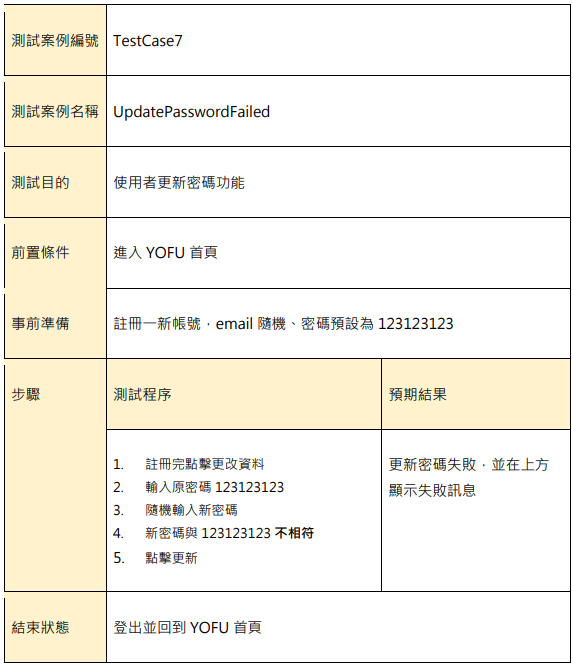 測試案例編號 TestCase7
測試案例名稱 UpdatePasswordFailed
測試目的 使用者更新密碼功能
前置條件 進入 YOFU 首頁
事前準備 註冊一新帳號，email 隨機、密碼預設為 123123123
步驟 測試程序 預期結果
1. 註冊完點擊更改資料
2. 輸入原密碼 123123123
3. 隨機輸入新密碼
4. 新密碼與 123123123 不相符
5. 點擊更新
更新密碼失敗，並在上方
顯示失敗訊息
結束狀態 登出並回到 YOFU 首頁